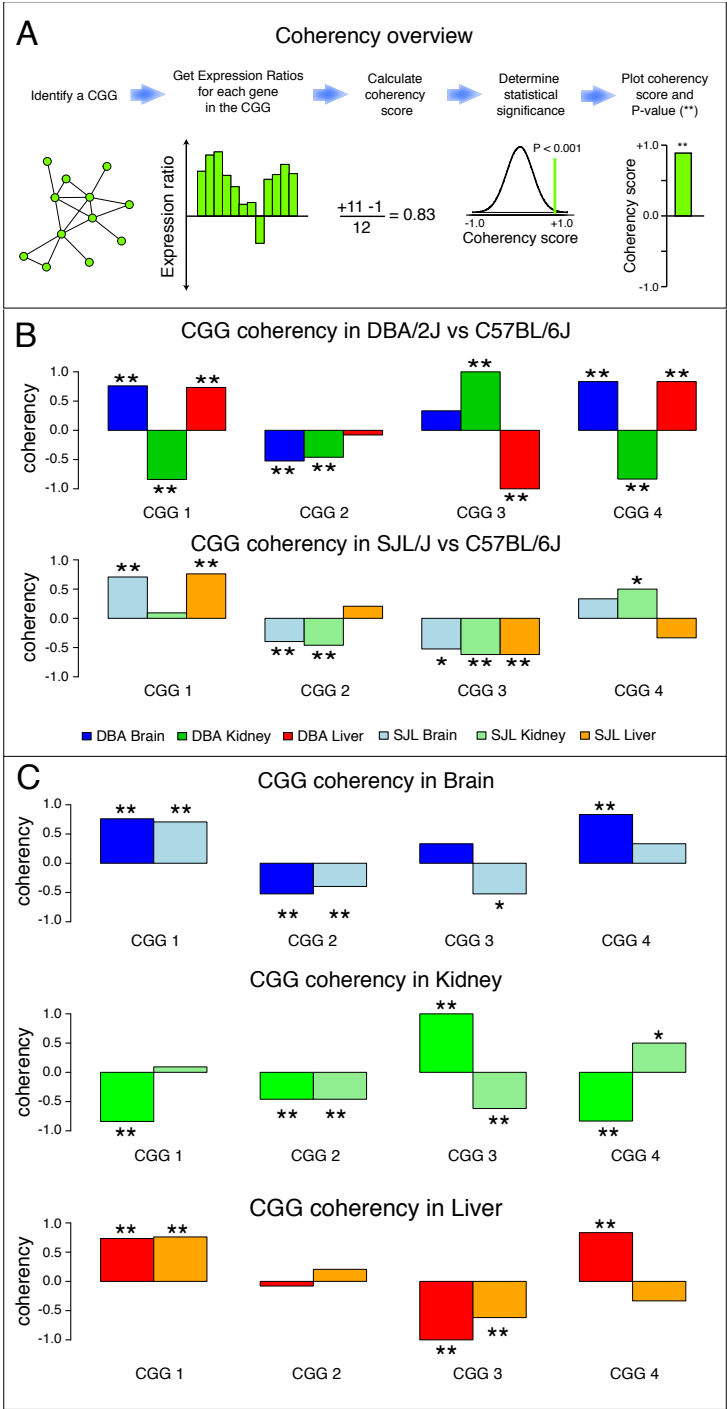 A
Coherency overview
Identify a CGG
Get Expression Ratios
for each gene
in the CGG
Calculate
coherency
score
Determine
statistical
significance
Plot coherency
score and
P-value (**)
Expression ratio
+11 -1
12
= 0.83
P < 0.001
-1.0
+1.0
Coherency score
Coherency score
**
+1.0
0.0
-1.0
B
CGG coherency in DBA/2J vs C57BL/6J
coherency
1.0
0.5
0.0
-0.5
-1.0
** ** ** **
** ** ** ** ** ** **
CGG 1 CGG 2 CGG 3 CGG 4
CGG coherency in SJL/J vs C57BL/6J
coherency
1.0
0.5
0.0
-0.5
-1.0
** ** *
** ** * ** **
CGG 1 CGG 2 CGG 3 CGG 4
DBA Brain DBA Kidney DBA Liver SJL Brain SJL Kidney SJL Liver
C
CGG coherency in Brain
coherency
1.0
0.5
0.0
-0.5
-1.0
** ** **
** ** *
CGG 1 CGG 2 CGG 3 CGG 4
CGG coherency in Kidney
coherency
1.0
0.5
0.0
-0.5
-1.0
** *
** ** ** ** **
CGG 1 CGG 2 CGG 3 CGG 4
CGG coherency in Liver
coherency
1.0
0.5
0.0
-0.5
-1.0
** ** **
** **
CGG 1 CGG 2 CGG 3 CGG 4